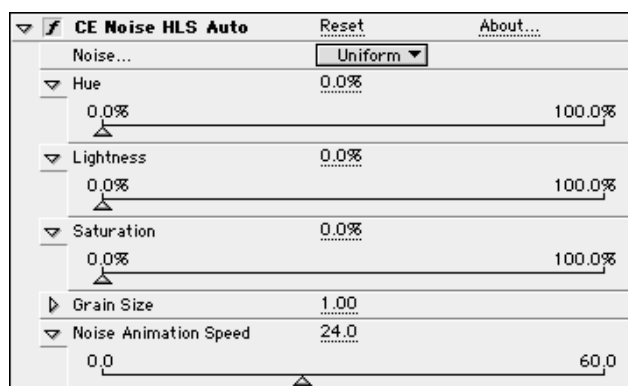 CE Noise HLS Auto Reset About...
Noise... Uniform
Hue 0.0%
0.0% 100.0%
Lightness 0.0%
0.0% 100.0%
Saturation 0.0%
0.0% 100.0%
Grain Size 1.00
Noise Animation Speed 24.0
0.0 60.0